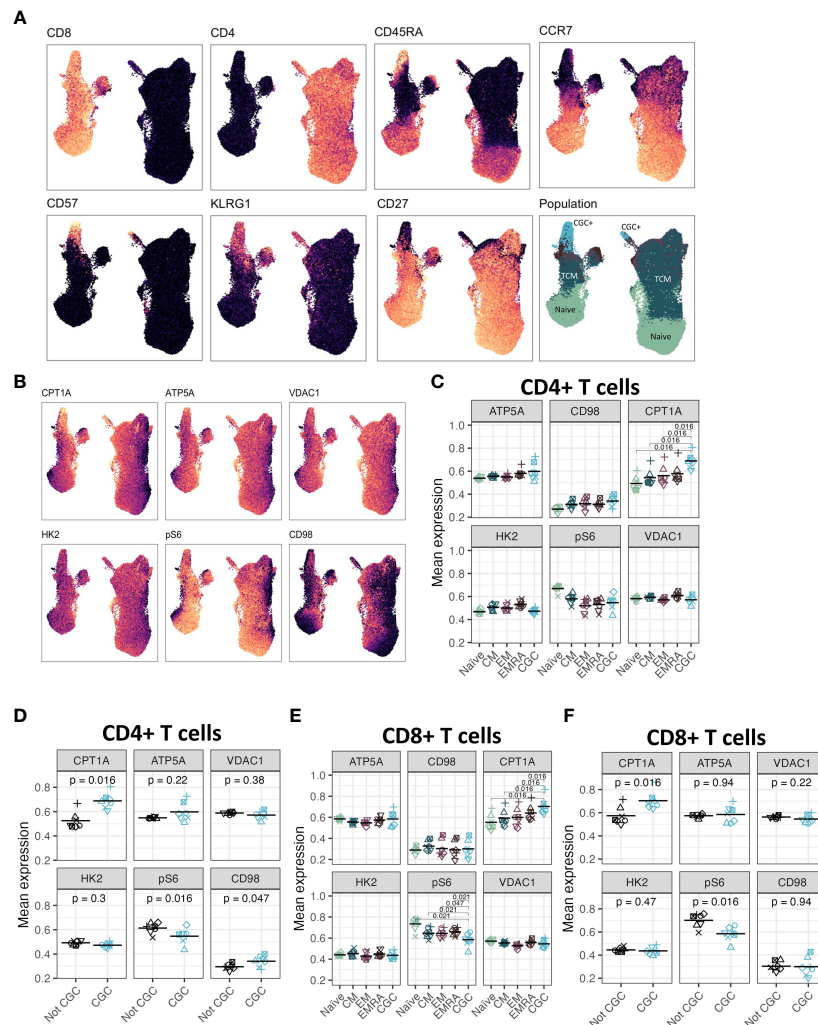 A
CD8 CD4 CD45RA CCR7
CD57 KLRG1 CD27 Population
CGC+ CGC+
TCM TCM
Naive Naive
B
CPT1A ATP5A VDAC1
HK2 pS6 CD98
C
CD4+ T cells
ATP5A CD98 CPT1A
0.016
0.016
0.016
0.016
1.0
0.8
0.6
0.4
0.2
HK2 pS6 VDAC1
1.0
0.8
0.6
0.4
0.2
Mean expression
Naïve CM EM EMRA CGC Naïve CM EM EMRA CGC Naïve CM EM EMRA CGC
D
CD4+ T cells
CPT1A ATP5A VDAC1
p = 0.016 p = 0.22 p = 0.38
1.0
0.8
0.6
0.4
0.2
HK2 pS6 CD98
p = 0.3 p = 0.016 p = 0.047
1.0
0.8
0.6
0.4
0.2
Mean expression
Not CGC CGC Not CGC CGC Not CGC CGC
E
CD8+ T cells
ATP5A CD98 CPT1A
0.016
0.016
0.016
0.016
1.0
0.8
0.6
0.4
0.2
HK2 pS6 VDAC1
0.021
0.047
0.021
0.021
1.0
0.8
0.6
0.4
0.2
Mean expression
Naïve CM EM EMRA CGC Naïve CM EM EMRA CGC Naïve CM EM EMRA CGC
F
CD8+ T cells
CPT1A ATP5A VDAC1
p = 0.016 p = 0.94 p = 0.22
1.0
0.8
0.6
0.4
0.2
HK2 pS6 CD98
p = 0.47 p = 0.016 p = 0.94
1.0
0.8
0.6
0.4
0.2
Mean expression
Not CGC CGC Not CGC CGC Not CGC CGC